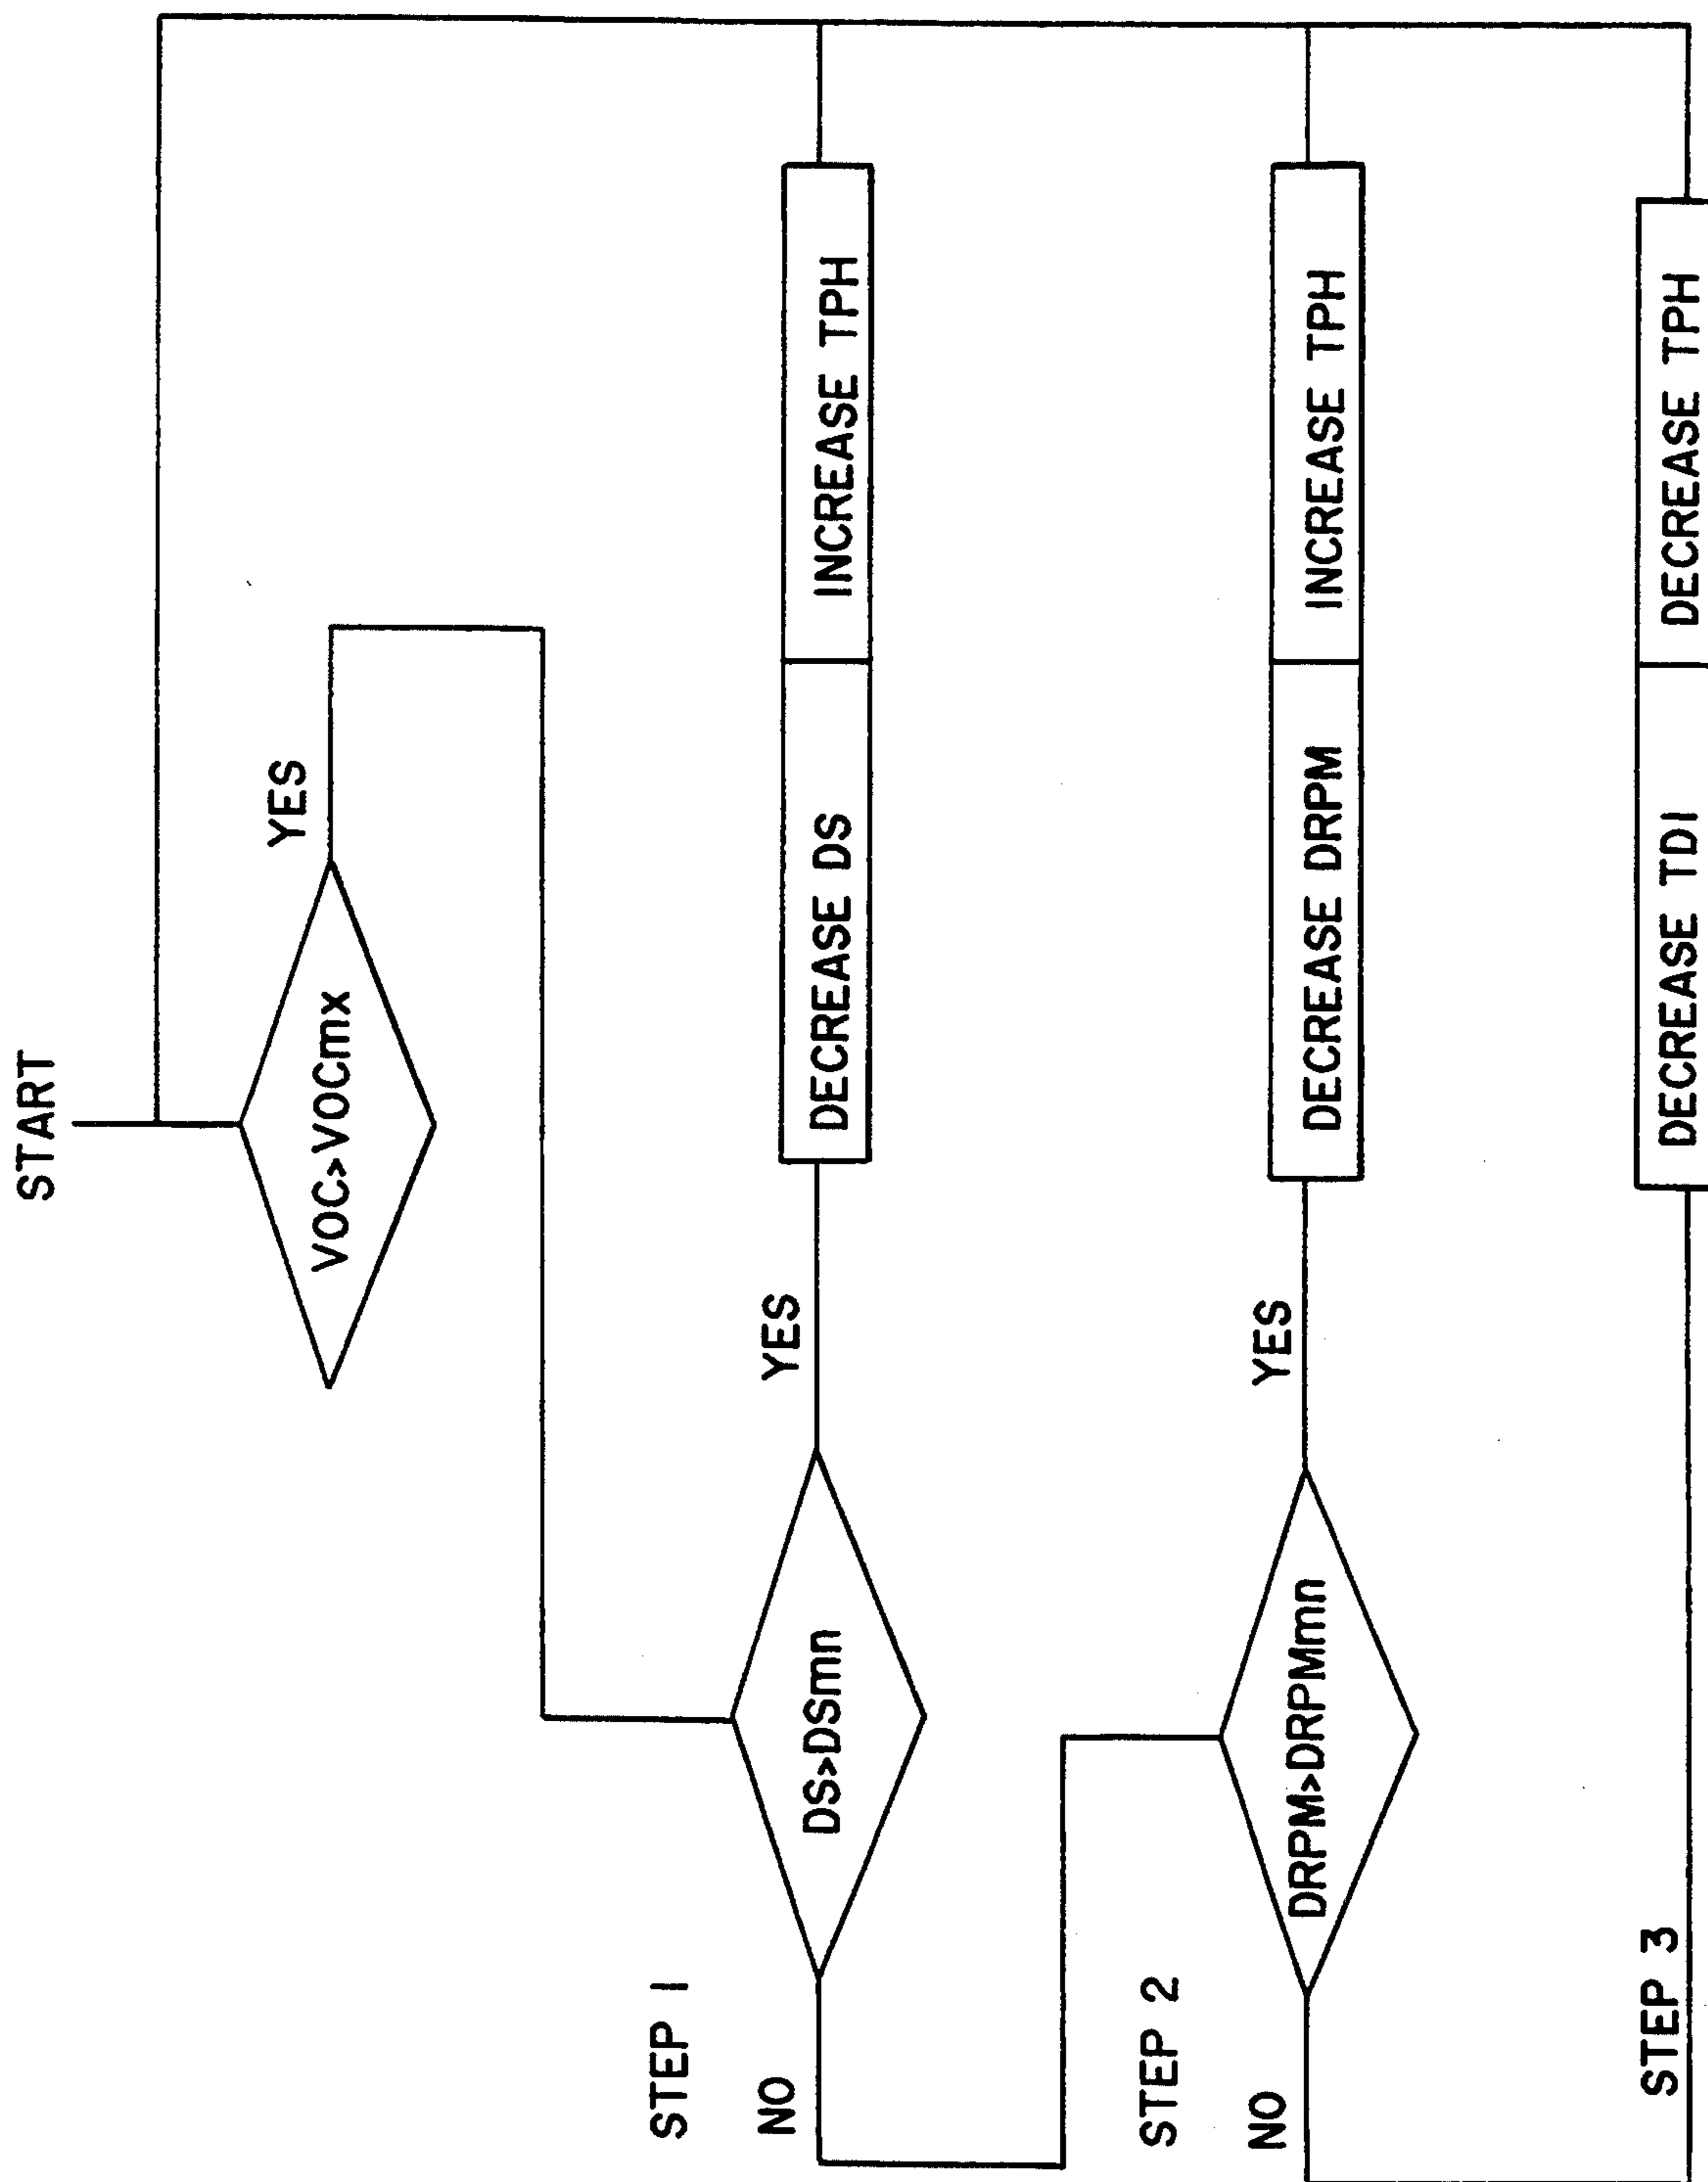 START
VOC>VOCmx
YES
STEP 1
DS>DSmn
NO
YES
DECREASE DS
INCREASE TPH
STEP 2
DRPM>DRPMmn
NO
YES
DECREASE DRPM
INCREASE TPH
STEP 3
DECREASE TDI
DECREASE TPH